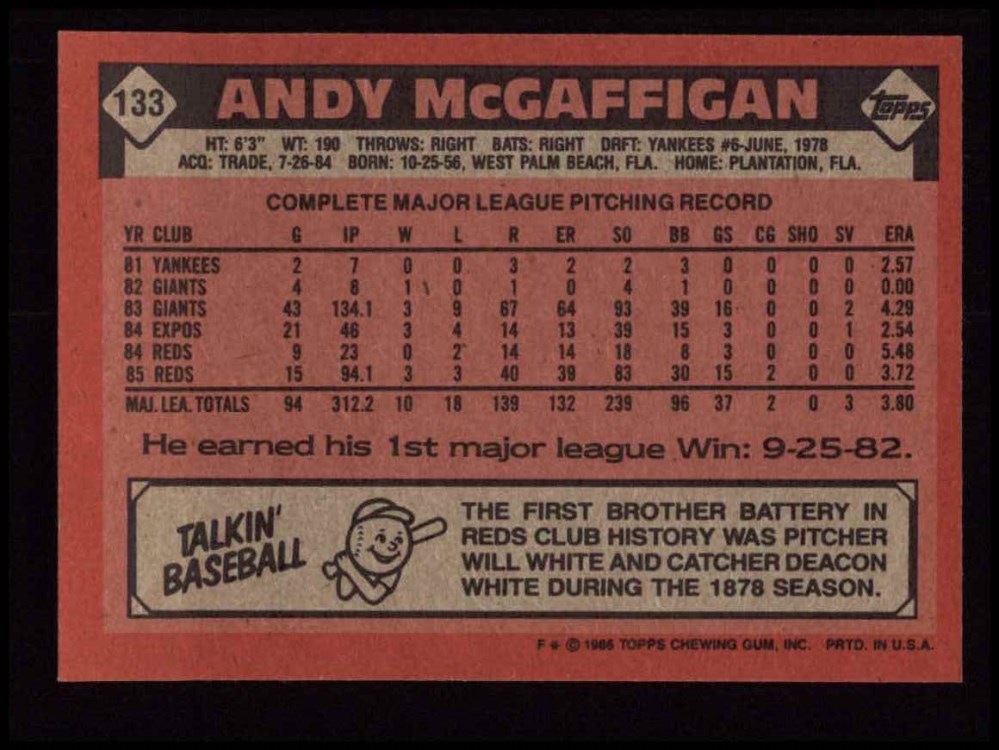 133 ANDY McGAFFIGAN topps
HT: 6'3" WT: 190 THROWS: RIGHT BATS: RIGHT DRFT: YANKEES #6-JUNE, 1978
ACQ: TRADE, 7-26-84 BORN: 10-25-56, WEST PALM BEACH, FLA. HOME: PLANTATION, FLA.
COMPLETE MAJOR LEAGUE PITCHING RECORD
YR CLUB G IP W L R ER SO BB GS CG SHO SV ERA
81 YANKEES 2 7 0 0 3 2 2 3 0 0 0 0 2.57
82 GIANTS 4 8 1 0 1 0 4 1 0 0 0 0 0.00
83 GIANTS 43 134.1 3 9 67 64 93 39 16 0 0 2 4.29
84 EXPOS 21 46 3 4 14 13 39 15 3 0 0 1 2.54
84 REDS 9 23 0 2 14 14 18 8 3 0 0 0 5.48
85 REDS 15 94.1 3 3 40 39 83 30 15 2 0 0 3.72
MAJ. LEA. TOTALS 94 312.2 10 18 139 132 239 96 37 2 0 3 3.80
He earned his 1st major league Win: 9-25-82.
TALKIN'
BASEBALL
THE FIRST BROTHER BATTERY IN
REDS CLUB HISTORY WAS PITCHER
WILL WHITE AND CATCHER DEACON
WHITE DURING THE 1878 SEASON.
F * © 1986 TOPPS CHEWING GUM, INC. PRTD. IN U.S.A.